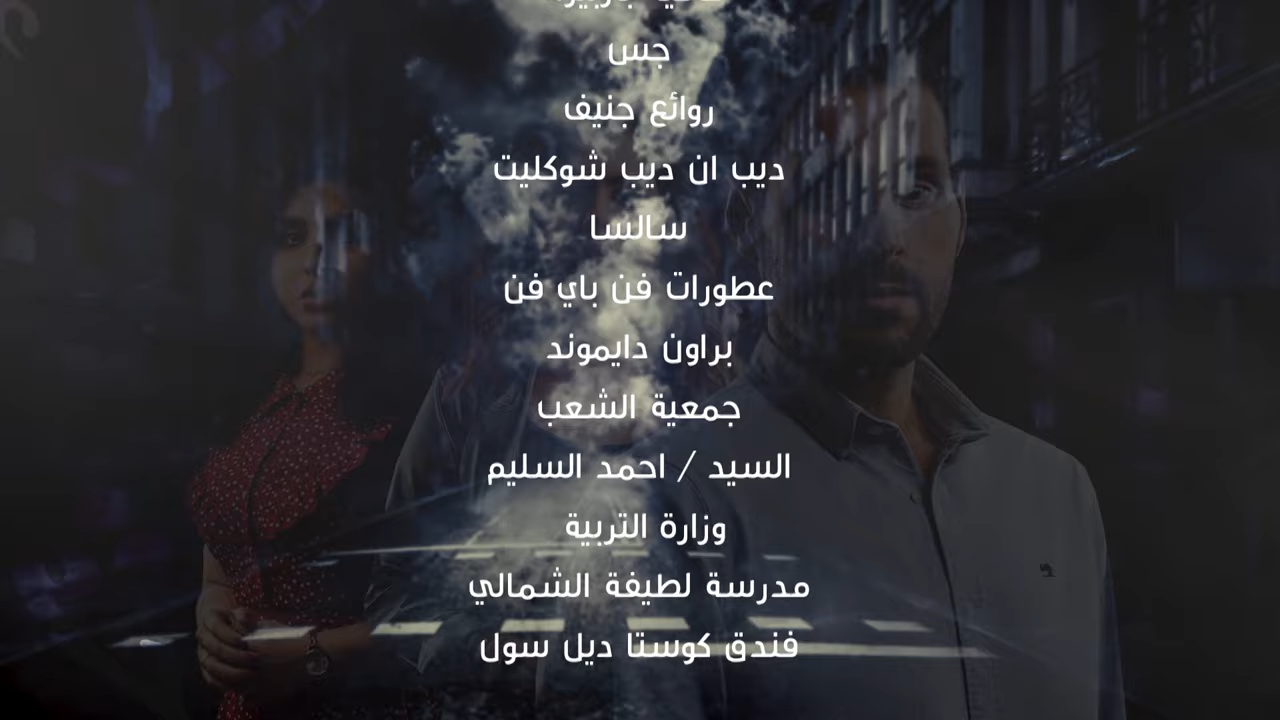 جس
روائع جنيف
ديب ان ديب شوكليت
سالسا
عطورات فن باي فن
براون دايموند
جمعية الشعب
السيد / احمد السليم
وزارة التربية
مدرسة لطيفة الشمالي
فندق كوستا ديل سول